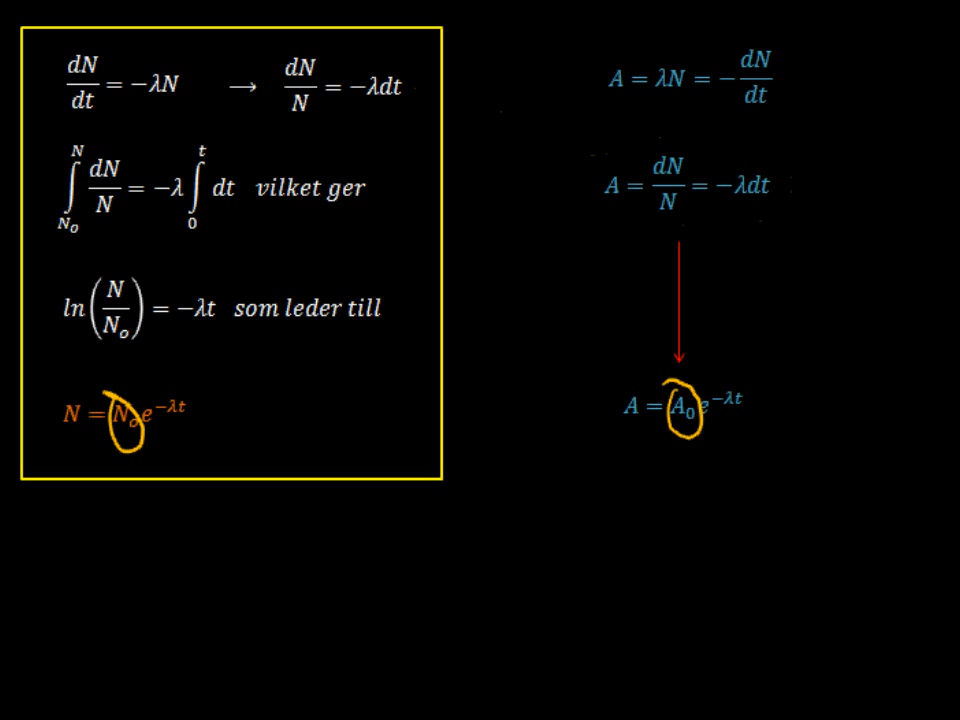 dN/dt = −λN → dN/N = −λdt
∫_{N_o}^{N} dN/N = −λ ∫_{0}^{t} dt vilket ger
ln(N/N_o) = −λt som leder till
N = N_o e^{−λt}
A = λN = −dN/dt
A = dN/N = −λdt
A = A_0 e^{−λt}